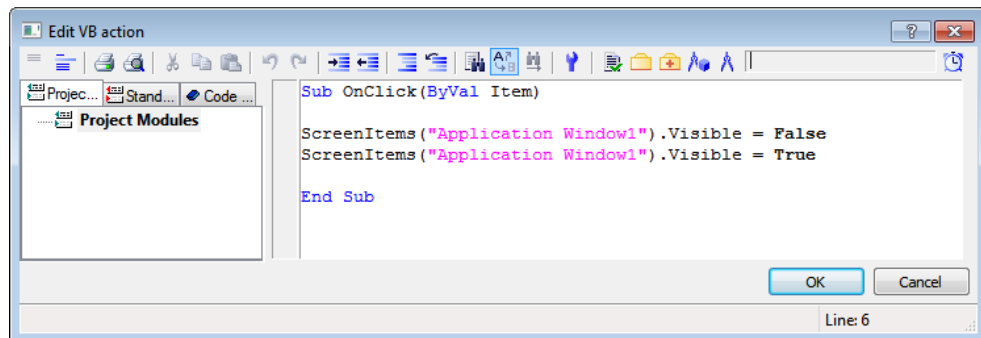 Edit VB action
Projec... Stand... Code ...
Project Modules
Sub OnClick(ByVal Item)
ScreenItems("Application Window1").Visible = False
ScreenItems("Application Window1").Visible = True
End Sub
OK Cancel
Line: 6